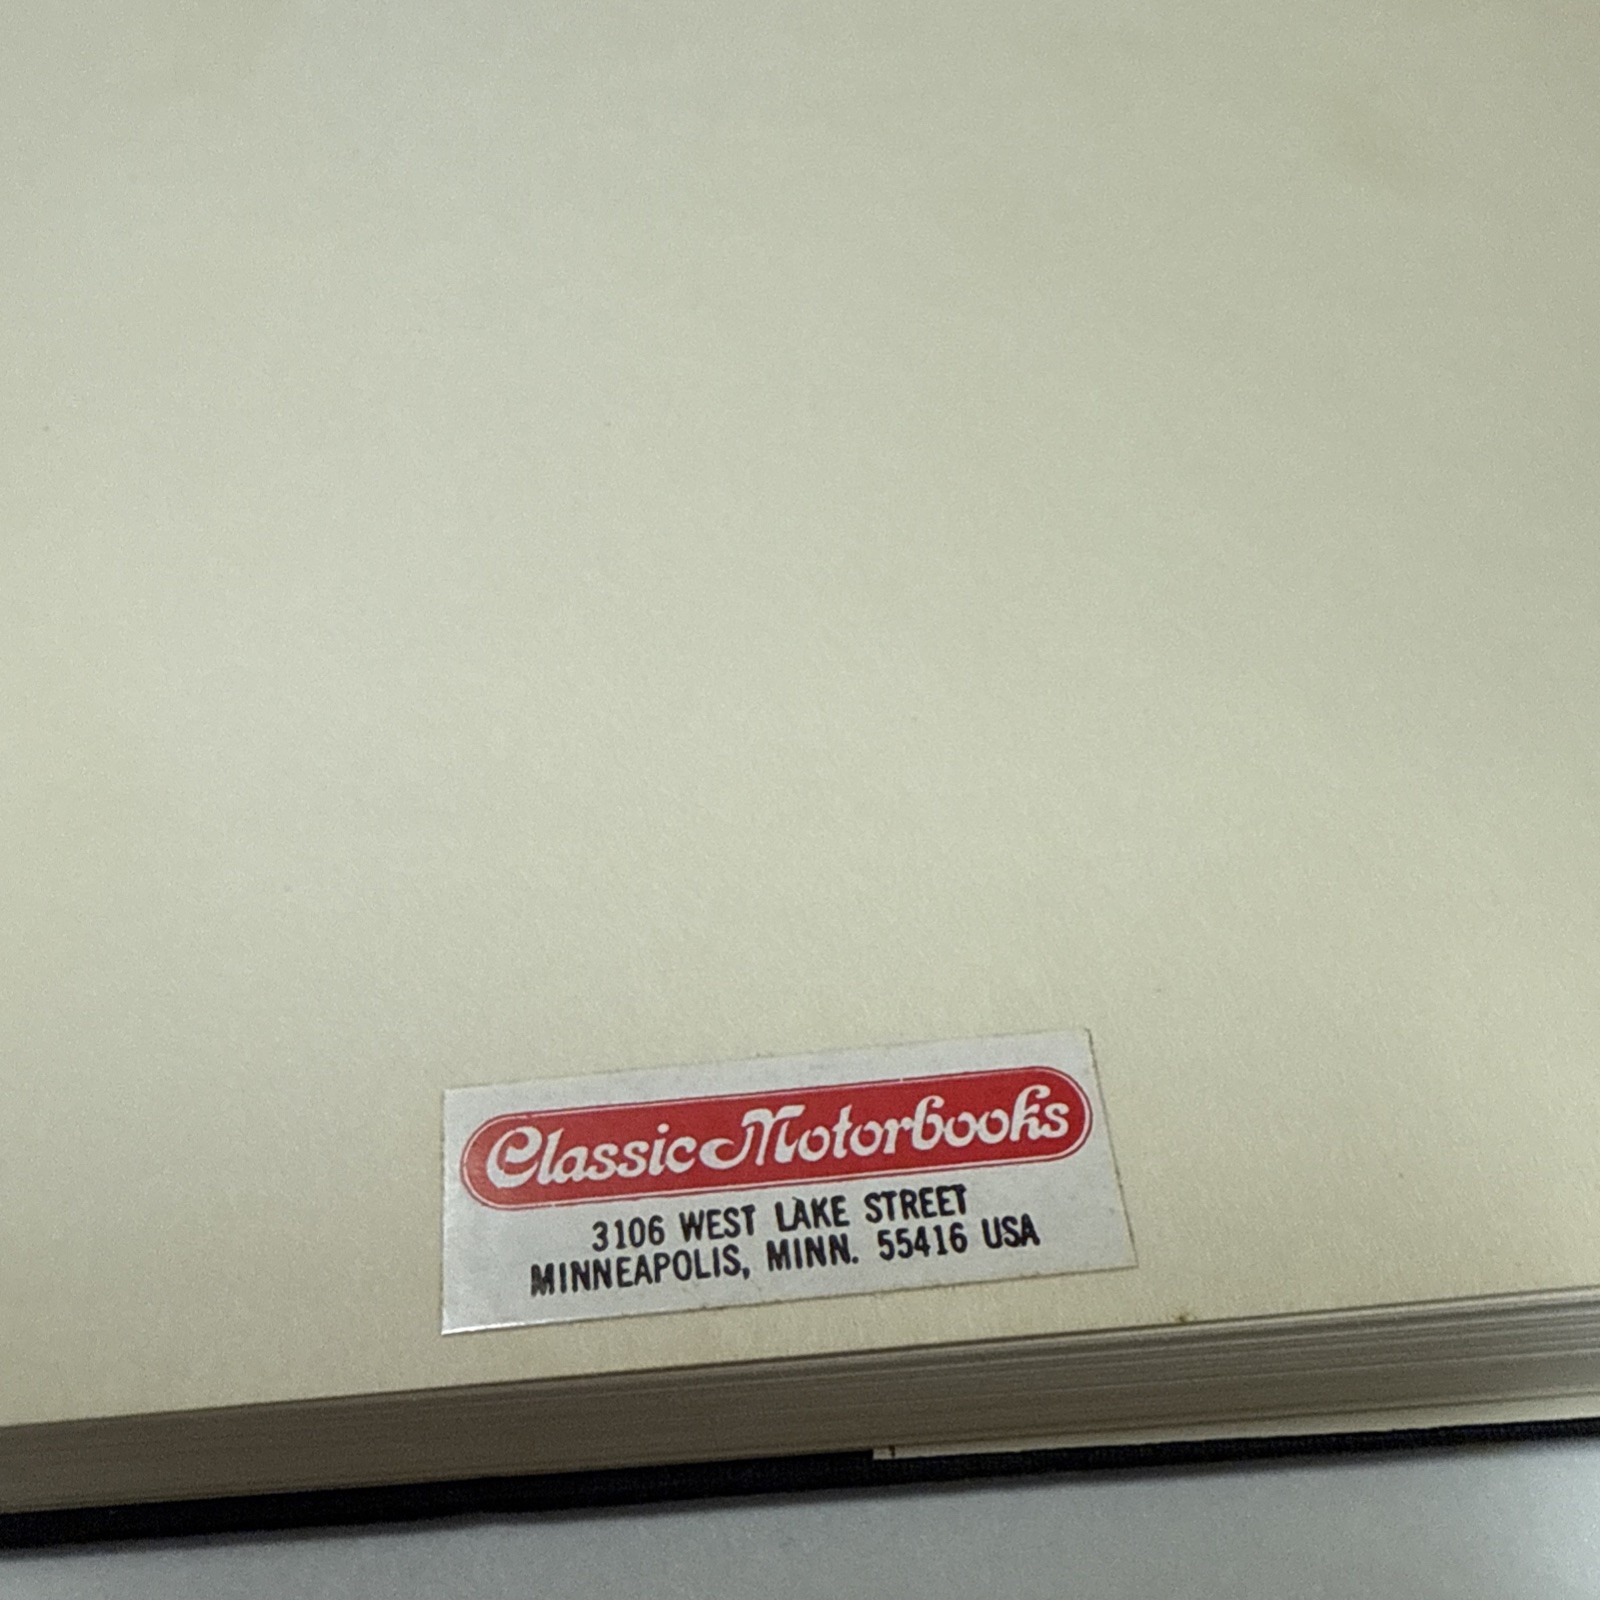 Classic Motorbooks
3106 WEST LAKE STREET
MINNEAPOLIS, MINN. 55416 USA